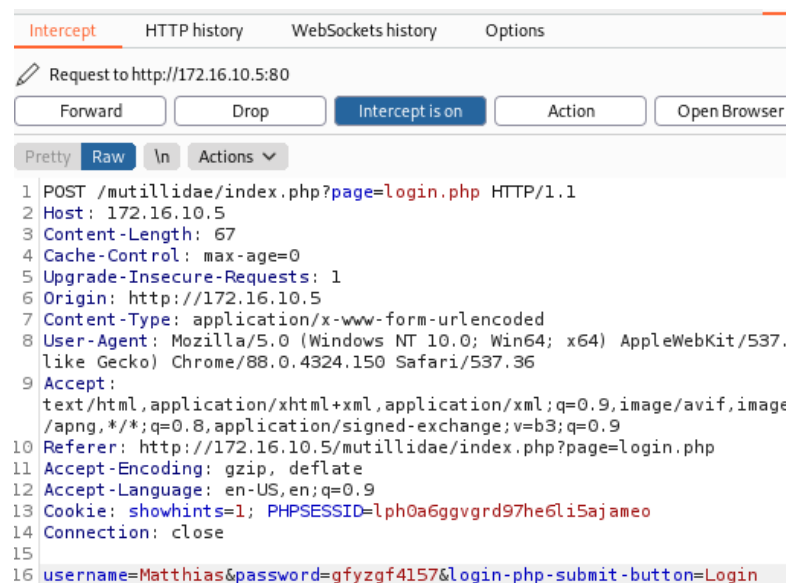 Intercept HTTP history WebSockets history Options
Request to http://172.16.10.5:80
Forward Drop Intercept is on Action Open Browser
Pretty Raw \n Actions
1 POST /mutillidae/index.php?page=login.php HTTP/1.1
2 Host: 172.16.10.5
3 Content-Length: 67
4 Cache-Control: max-age=0
5 Upgrade-Insecure-Requests: 1
6 Origin: http://172.16.10.5
7 Content-Type: application/x-www-form-urlencoded
8 User-Agent: Mozilla/5.0 (Windows NT 10.0; Win64; x64) AppleWebKit/537.
like Gecko) Chrome/88.0.4324.150 Safari/537.36
9 Accept:
text/html,application/xhtml+xml,application/xml;q=0.9,image/avif,image
/apng,*/*;q=0.8,application/signed-exchange;v=b3;q=0.9
10 Referer: http://172.16.10.5/mutillidae/index.php?page=login.php
11 Accept-Encoding: gzip, deflate
12 Accept-Language: en-US,en;q=0.9
13 Cookie: showhints=1; PHPSESSID=lph0a6ggvgrd97he6li5ajameo
14 Connection: close
15
16 username=Matthias&password=gfyzgf4157&login-php-submit-button=Login